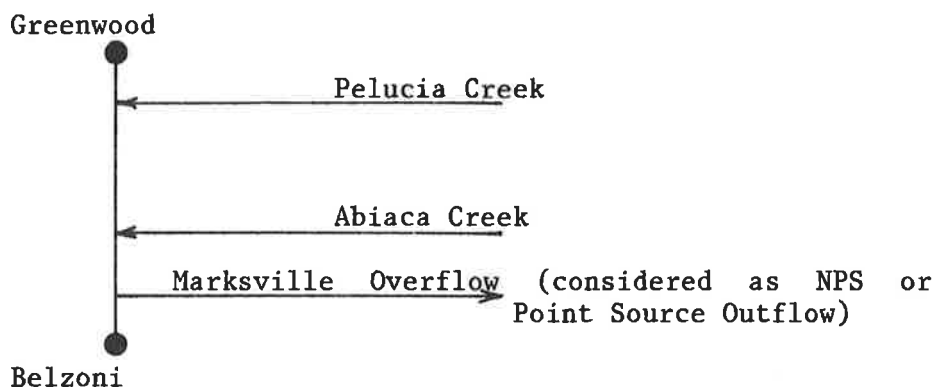 Greenwood
Pelucia Creek
Abiaca Creek
Marksville Overflow (considered as NPS or
Point Source Outflow)
Belzoni